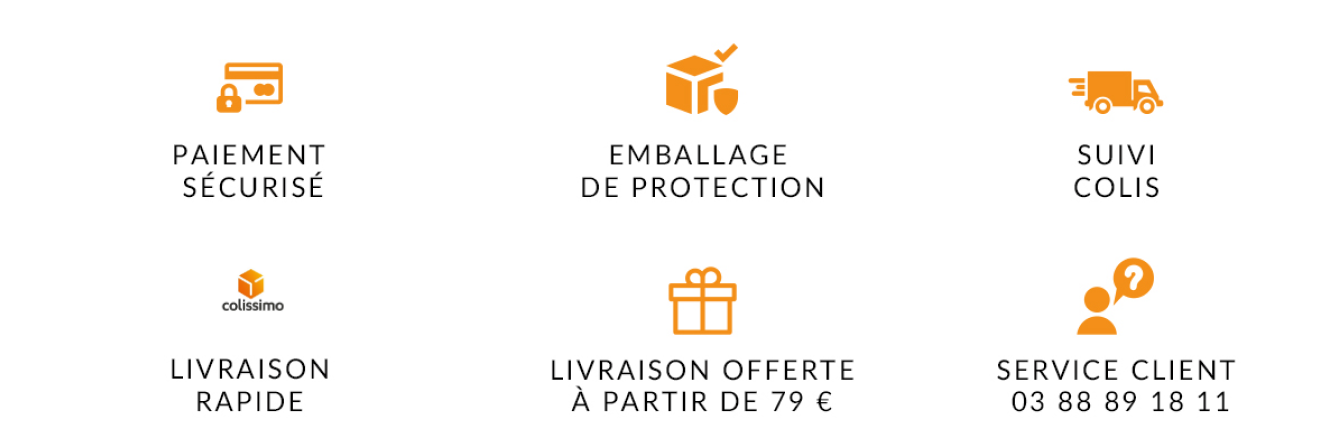 PAIEMENT
SÉCURISÉ
EMBALLAGE
DE PROTECTION
SUIVI
COLIS
colissimo
LIVRAISON
RAPIDE
LIVRAISON OFFERTE
À PARTIR DE 79 €
?
SERVICE CLIENT
03 88 89 18 11